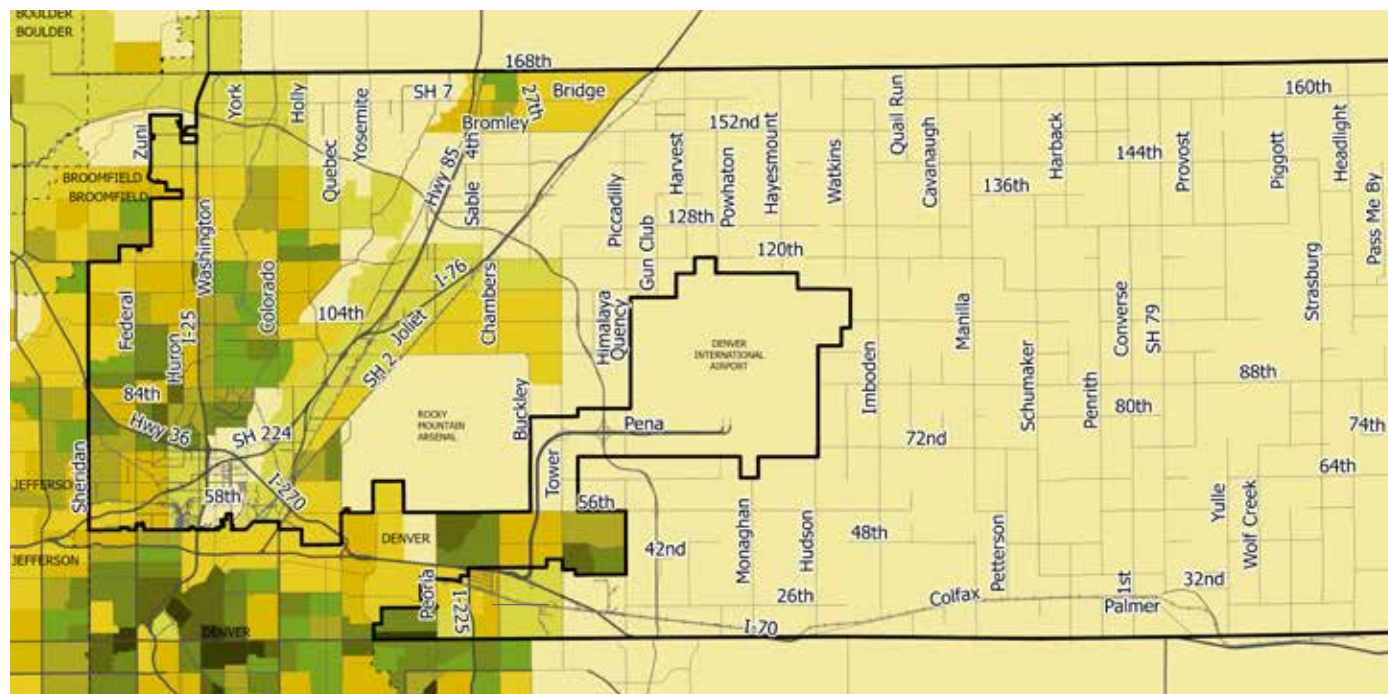 BOULDER
BOULDER
168th
York
Holly
Yosemite
SH 7
27th
Bridge
Quail Run
160th
Headlight
Zuni
Bromley
4th
152nd
Hayesmount
Harvest
Powhaton
Watkins
Cavanaugh
Harback
144th
Provost
Piggott
Quebec
Hwy 85
BROOMFIELD
BROOMFIELD
136th
Sable
Piccadilly
128th
Pass Me By
Washington
Gun Club
120th
I-76
Strasburg
Federal
Colorado
104th
Chambers
Himalaya
Quency
Manilla
Converse
SH 79
I-25
Huron
SH 2
Joliet
DENVER
INTERNATIONAL
AIRPORT
Imboden
Schumaker
88th
84th
Penrith
80th
Buckley
ROCKY
MOUNTAIN
ARSENAL
Pena
74th
Hwy 36
SH 224
72nd
64th
Sheridan
JEFFERSO
Tower
58th
I-270
56th
Yulle
Wolf Creek
Monaghan
Hudson
48th
Petterson
DENVER
42nd
JEFFERSON
Peoria
I-225
26th
Colfax
1st
32nd
Palmer
DENVER
I-70